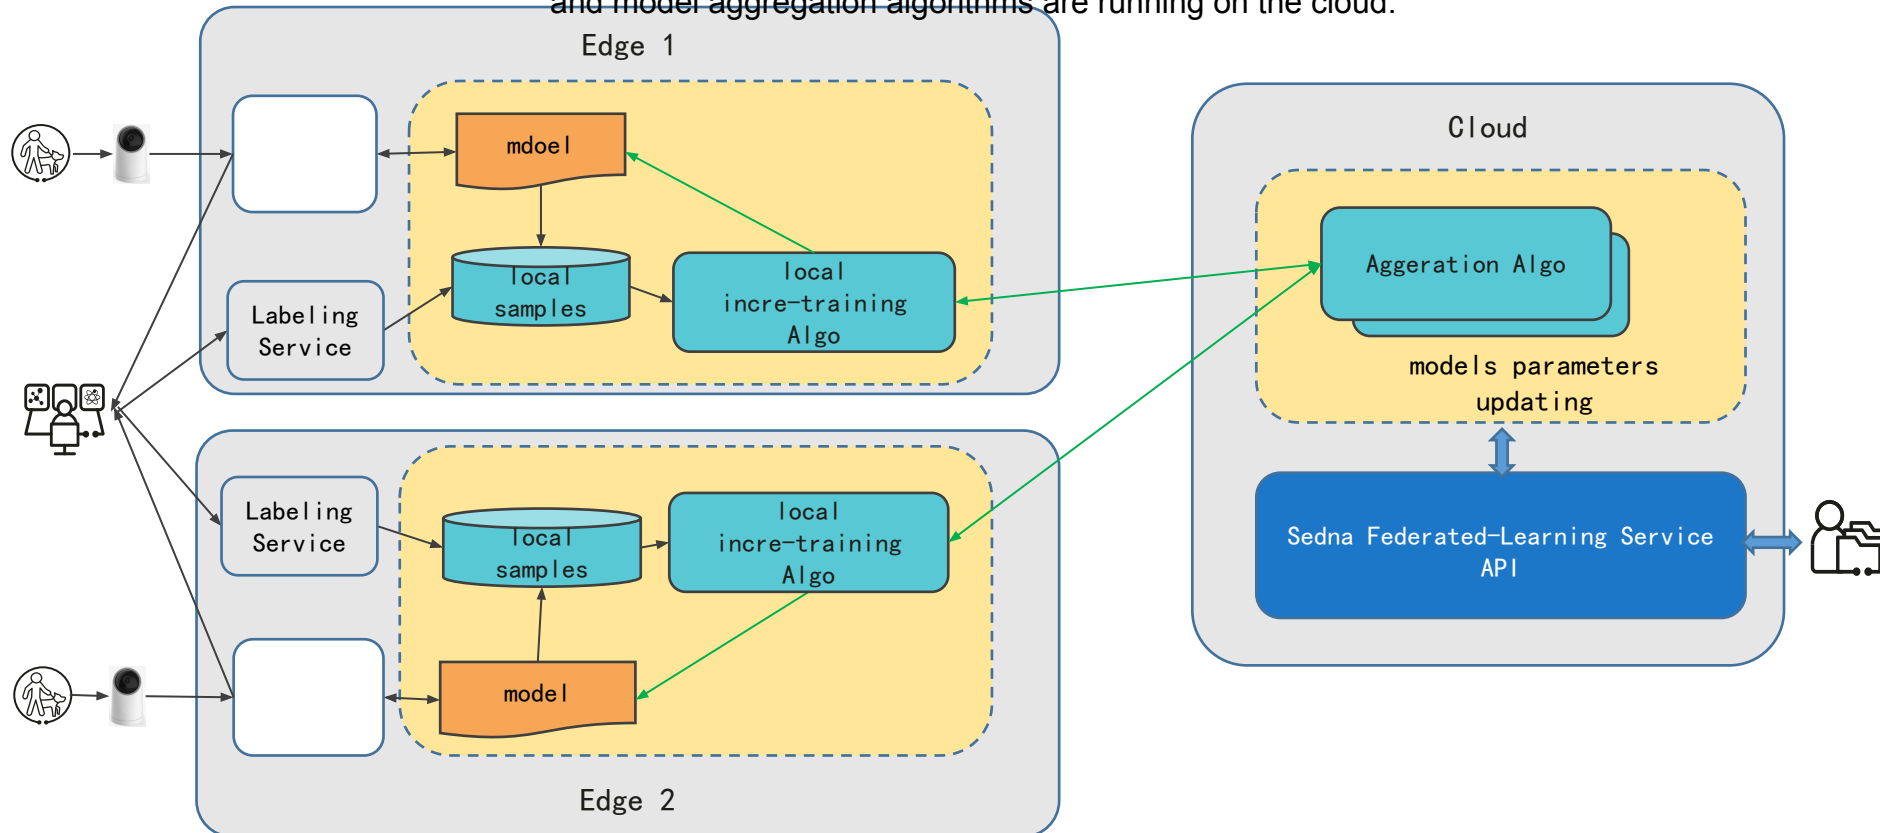 and model aggregation algorithms are running on the cloud.
Edge 1
mdoel
local
samples
local
incre-training
Algo
Labeling
Service
Cloud
Aggeration Algo
models parameters
updating
Sedna Federated-Learning Service
API
Labeling
Service
local
samples
local
incre-training
Algo
model
Edge 2